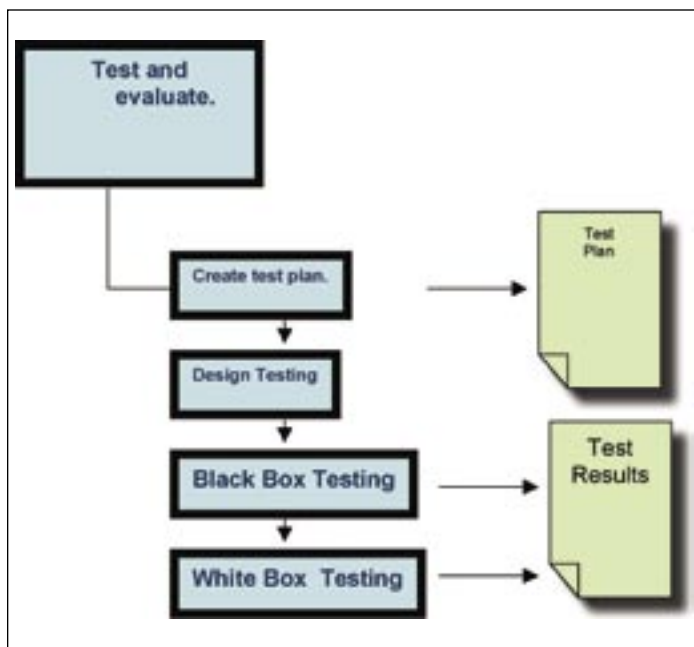 Test and
evaluate.
Create test plan.
Test
Plan
Design Testing
Black Box Testing
Test
Results
White Box Testing